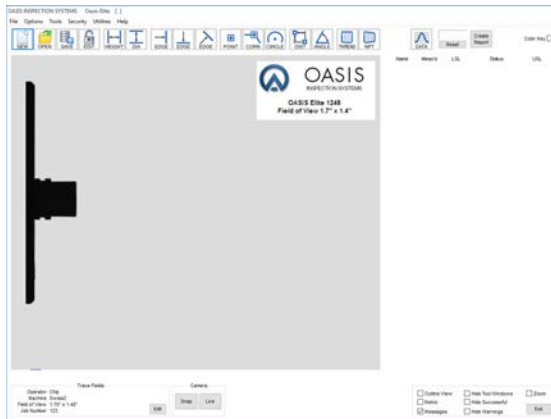 OASIS INSPECTION SYSTEMS Oasis Elite [ ]
File Options Tools Security Utilities Help
NEW OPEN SAVE EDIT HEIGHT DIA EDGE EDGE EDGE POINT CORN CIRCLE DIST ANGLE THREAD NPT DATA Reset Create Report Color Key
Name Meas'd LSL Status USL
OASIS
INSPECTION SYSTEMS
OASIS Elite 1248
Field of View 1.7" x 1.4"
Trace Fields
Operator Chip
Machine
Field of View 1.70" x 1.40"
Job Number 123
Edit
Camera
Snap Live
Outline View Hide Tool Windows Zoom
Metric Hide Successful
Messages Hide Warnings Exit